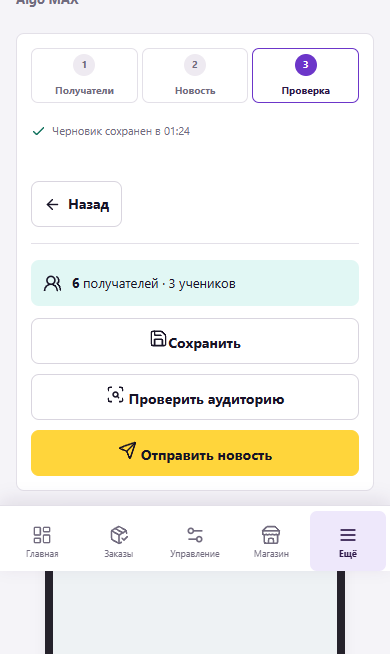 Algo MAX
1
Получатели
2
Новость
3
Проверка
Черновик сохранен в 01:24
Назад
6 получателей · 3 учеников
Сохранить
Проверить аудиторию
Отправить новость
Главная
Заказы
Управление
Магазин
Ещё